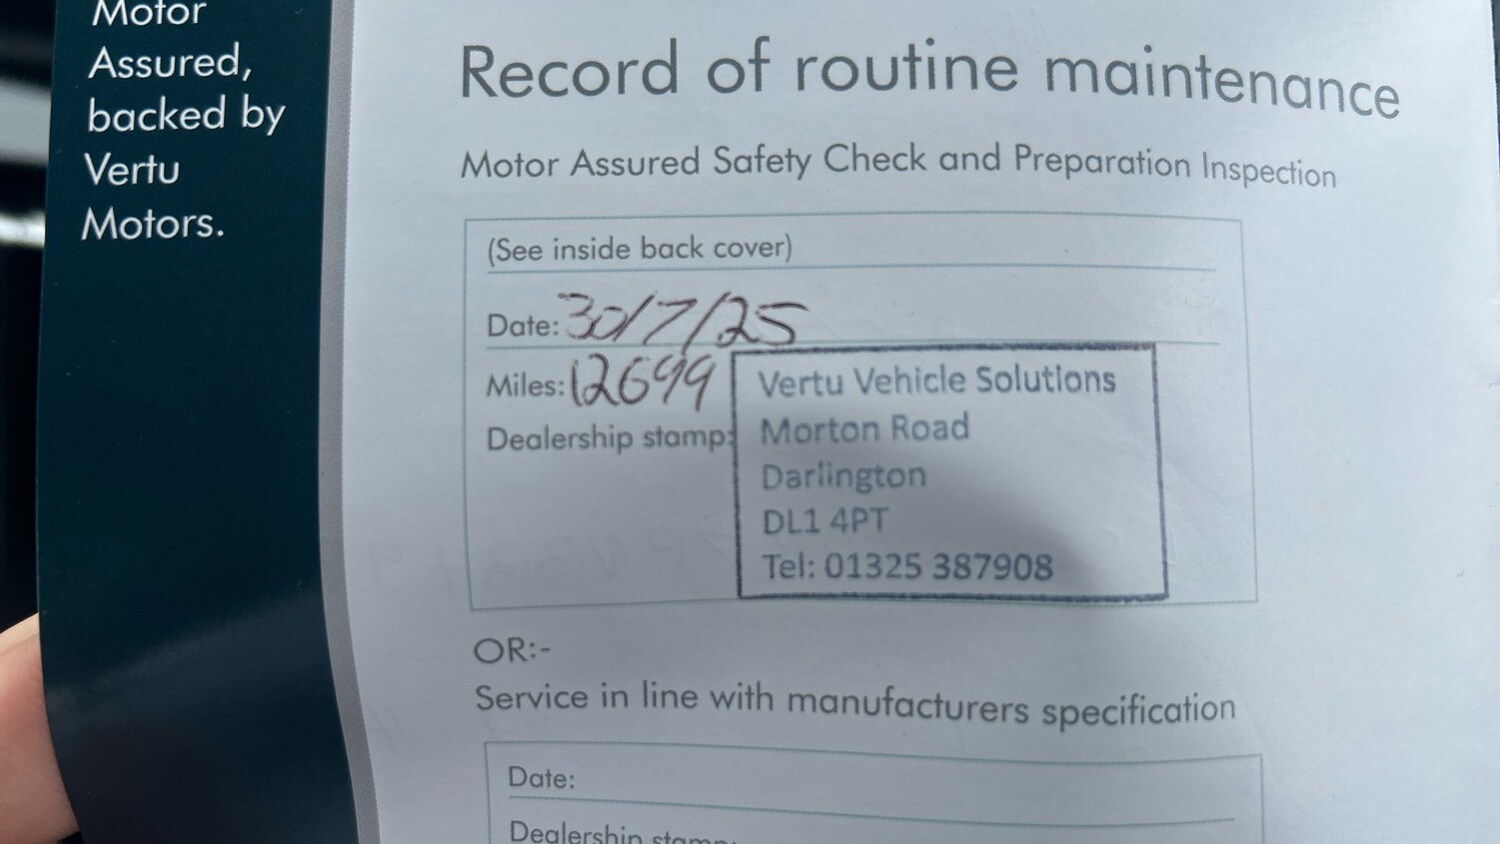 Motor
Assured,
backed by
Vertu
Motors.
Record of routine maintenance
Motor Assured Safety Check and Preparation Inspection
(See inside back cover)
Date: 30/7/25
Miles: 12699
Dealership stamp:
Vertu Vehicle Solutions
Morton Road
Darlington
DL1 4PT
Tel: 01325 387908
OR:-
Service in line with manufacturers specification
Date:
Dealership stamp: